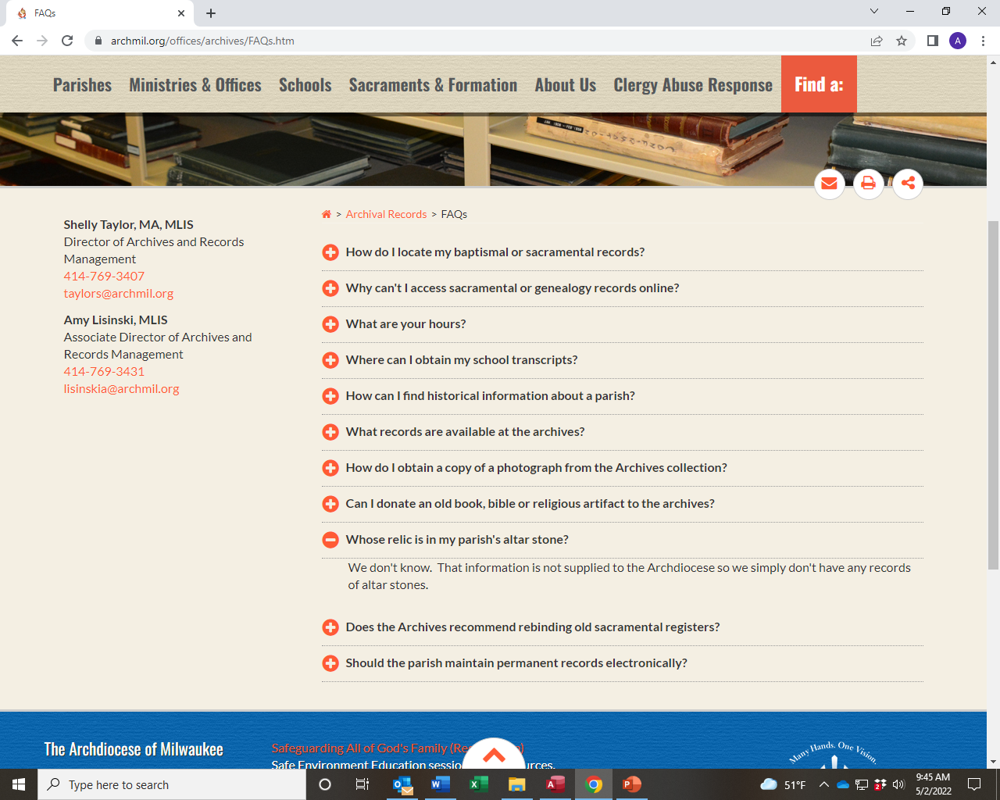 FAQs
archmil.org/offices/archives/FAQs.htm
A
Parishes Ministries & Offices Schools Sacraments & Formation About Us Clergy Abuse Response Find a:
Shelly Taylor, MA, MLIS
Director of Archives and Records
Management
414-769-3407
taylors@archmil.org
Amy Lisinski, MLIS
Associate Director of Archives and
Records Management
414-769-3431
lisinskia@archmil.org
> Archival Records > FAQs
How do I locate my baptismal or sacramental records?
Why can't I access sacramental or genealogy records online?
What are your hours?
Where can I obtain my school transcripts?
How can I find historical information about a parish?
What records are available at the archives?
How do I obtain a copy of a photograph from the Archives collection?
Can I donate an old book, bible or religious artifact to the archives?
Whose relic is in my parish's altar stone?
We don't know. That information is not supplied to the Archdiocese so we simply don't have any records
of altar stones.
Does the Archives recommend rebinding old sacramental registers?
Should the parish maintain permanent records electronically?
The Archdiocese of Milwaukee
Safeguarding All of God's Family
Safe Environment Education
Many Hands. One Vision.
Type here to search
51°F
9:45 AM
5/2/2022